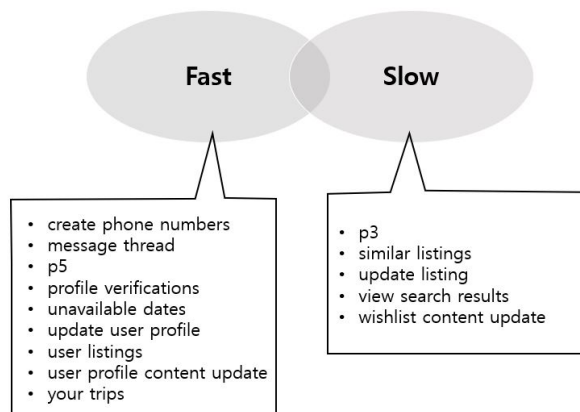 Fast
Slow
• create phone numbers
• message thread
• p5
• profile verifications
• unavailable dates
• update user profile
• user listings
• user profile content update
• your trips
• p3
• similar listings
• update listing
• view search results
• wishlist content update